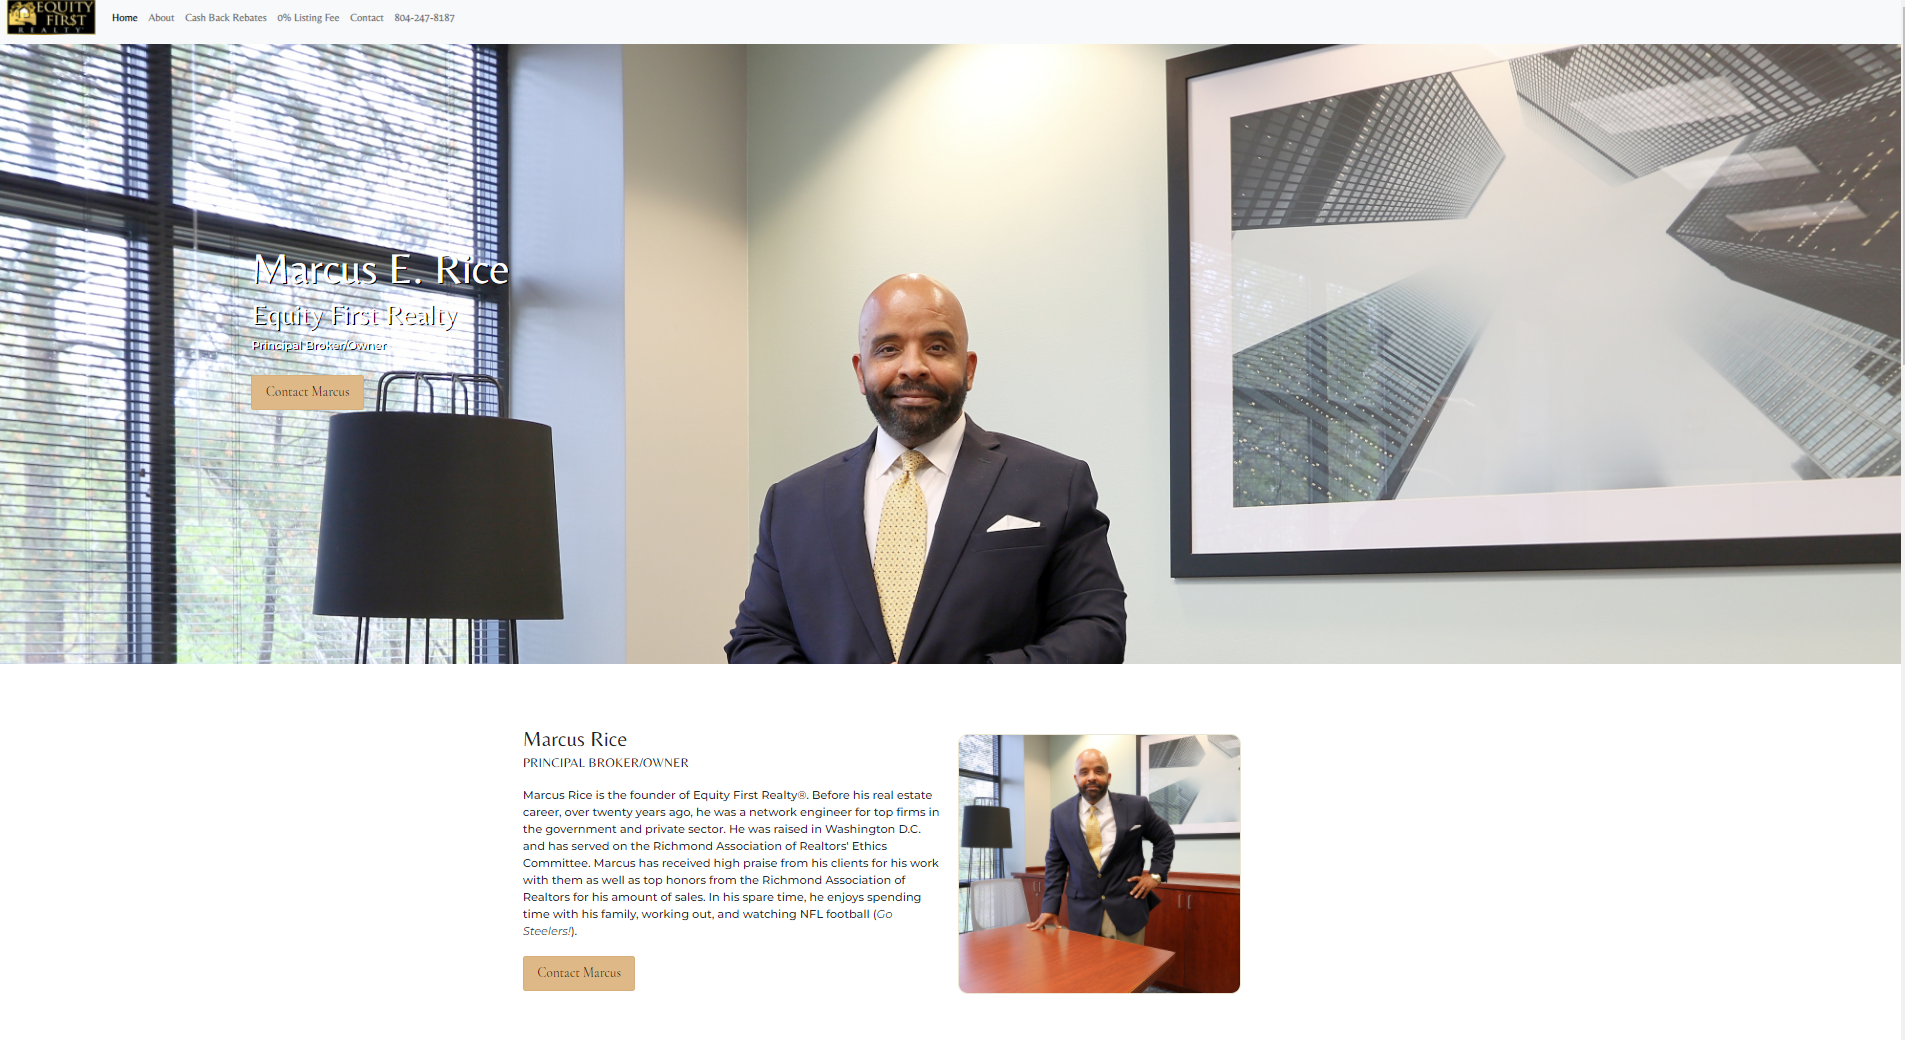 EQUITY
FIR$T
REALTY
Home About Cash Back Rebates 0% Listing Fee Contact 804-247-8187
Marcus E. Rice
Equity First Realty
Principal Broker/Owner
Contact Marcus
Marcus Rice
PRINCIPAL BROKER/OWNER
Marcus Rice is the founder of Equity First Realty®. Before his real estate
career, over twenty years ago, he was a network engineer for top firms in
the government and private sector. He was raised in Washington D.C.
and has served on the Richmond Association of Realtors' Ethics
Committee. Marcus has received high praise from his clients for his work
with them as well as top honors from the Richmond Association of
Realtors for his amount of sales. In his spare time, he enjoys spending
time with his family, working out, and watching NFL football (Go
Steelers!).
Contact Marcus